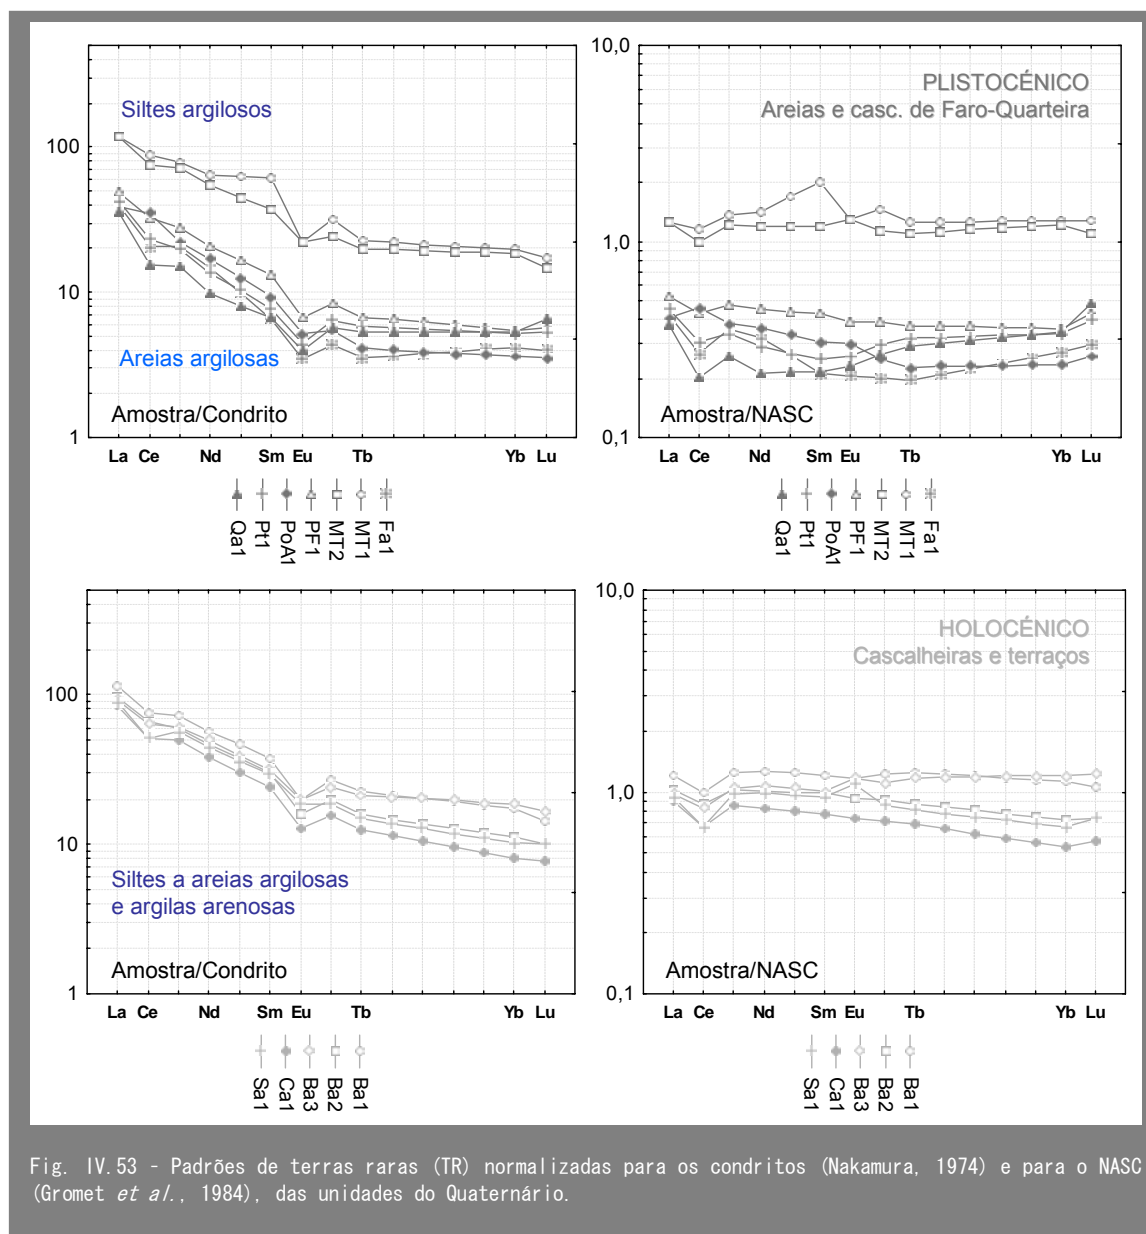 10,0
PLISTOCÉNICO
Areias e casc. de Faro-Quarteira
Siltes argilosos
100
1,0
10
Areias argilosas
Amostra/Condrito
Amostra/NASC
1
0,1
La Ce Nd Sm Eu Tb Yb Lu
La Ce Nd Sm Eu Tb Yb Lu
Qa1
Pt1
PoA1
PF1
MT2
MT1
Fa1
Qa1
Pt1
PoA1
PF1
MT2
MT1
Fa1
10,0
HOLOCÉNICO
Cascalheiras e terraços
100
1,0
10
Siltes a areias argilosas
e argilas arenosas
Amostra/Condrito
Amostra/NASC
1
0,1
La Ce Nd Sm Eu Tb Yb Lu
La Ce Nd Sm Eu Tb Yb Lu
Sa1
Ca1
Ba3
Ba2
Ba1
Sa1
Ca1
Ba3
Ba2
Ba1
Fig. IV.53 - Padrões de terras raras (TR) normalizadas para os condritos (Nakamura, 1974) e para o NASC
(Gromet et al., 1984), das unidades do Quaternário.